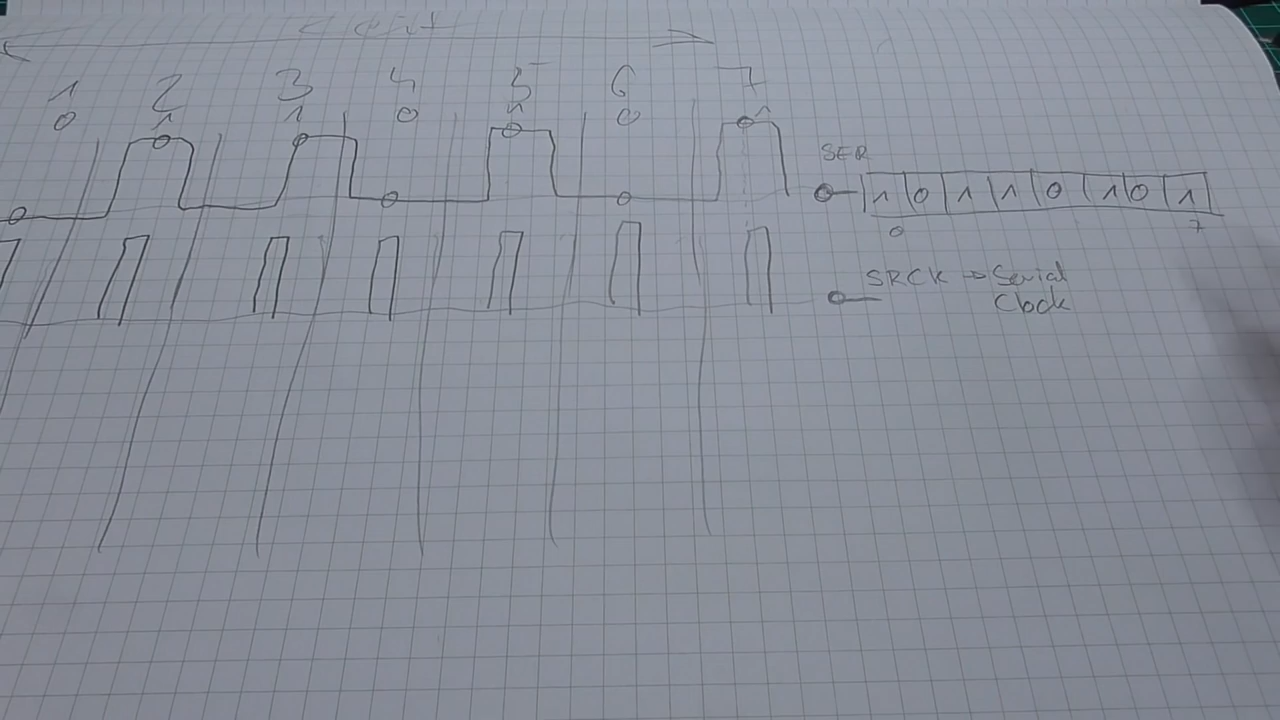 1 2 3 4 5 6 7
0 1 1 0 1 0 1
SER
1 0 1 1 0 1 0 1
0 7
SRCK → Serial
Clock